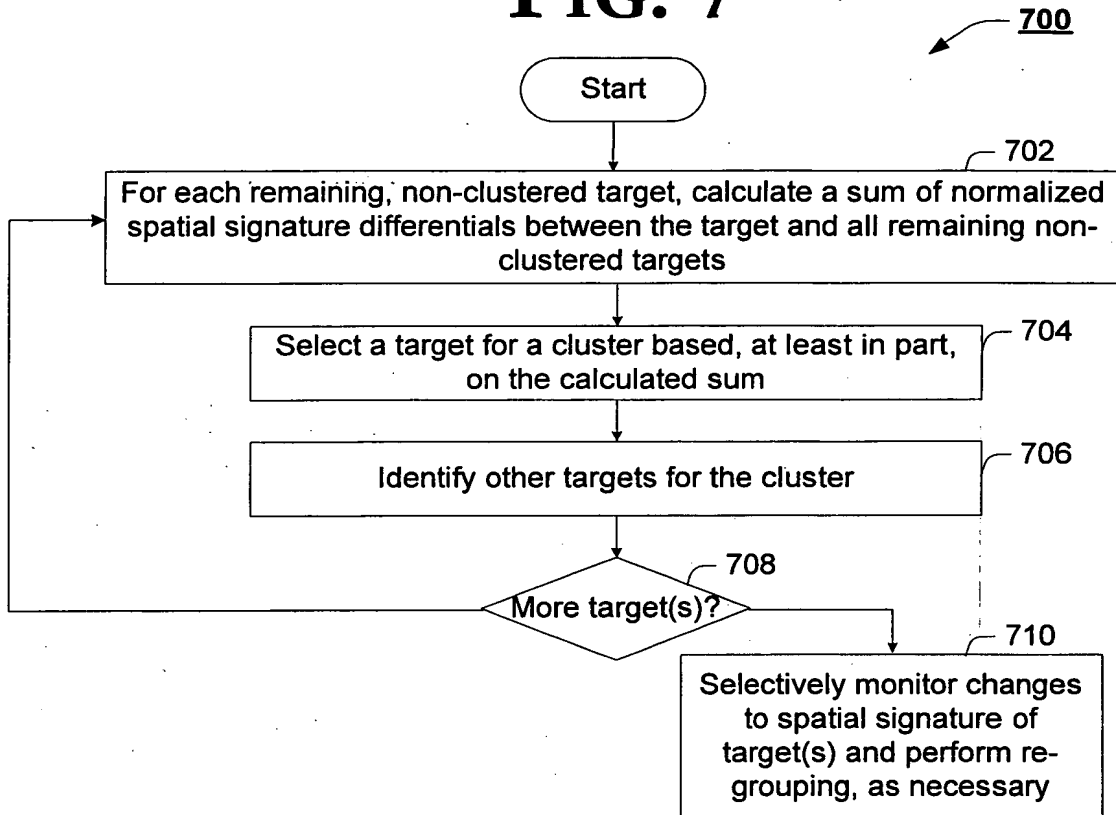 FIG. 7
700
Start
702
For each remaining, non-clustered target, calculate a sum of normalized
spatial signature differentials between the target and all remaining non-
clustered targets
704
Select a target for a cluster based, at least in part,
on the calculated sum
706
Identify other targets for the cluster
708
More target(s)?
710
Selectively monitor changes
to spatial signature of
target(s) and perform re-
grouping, as necessary